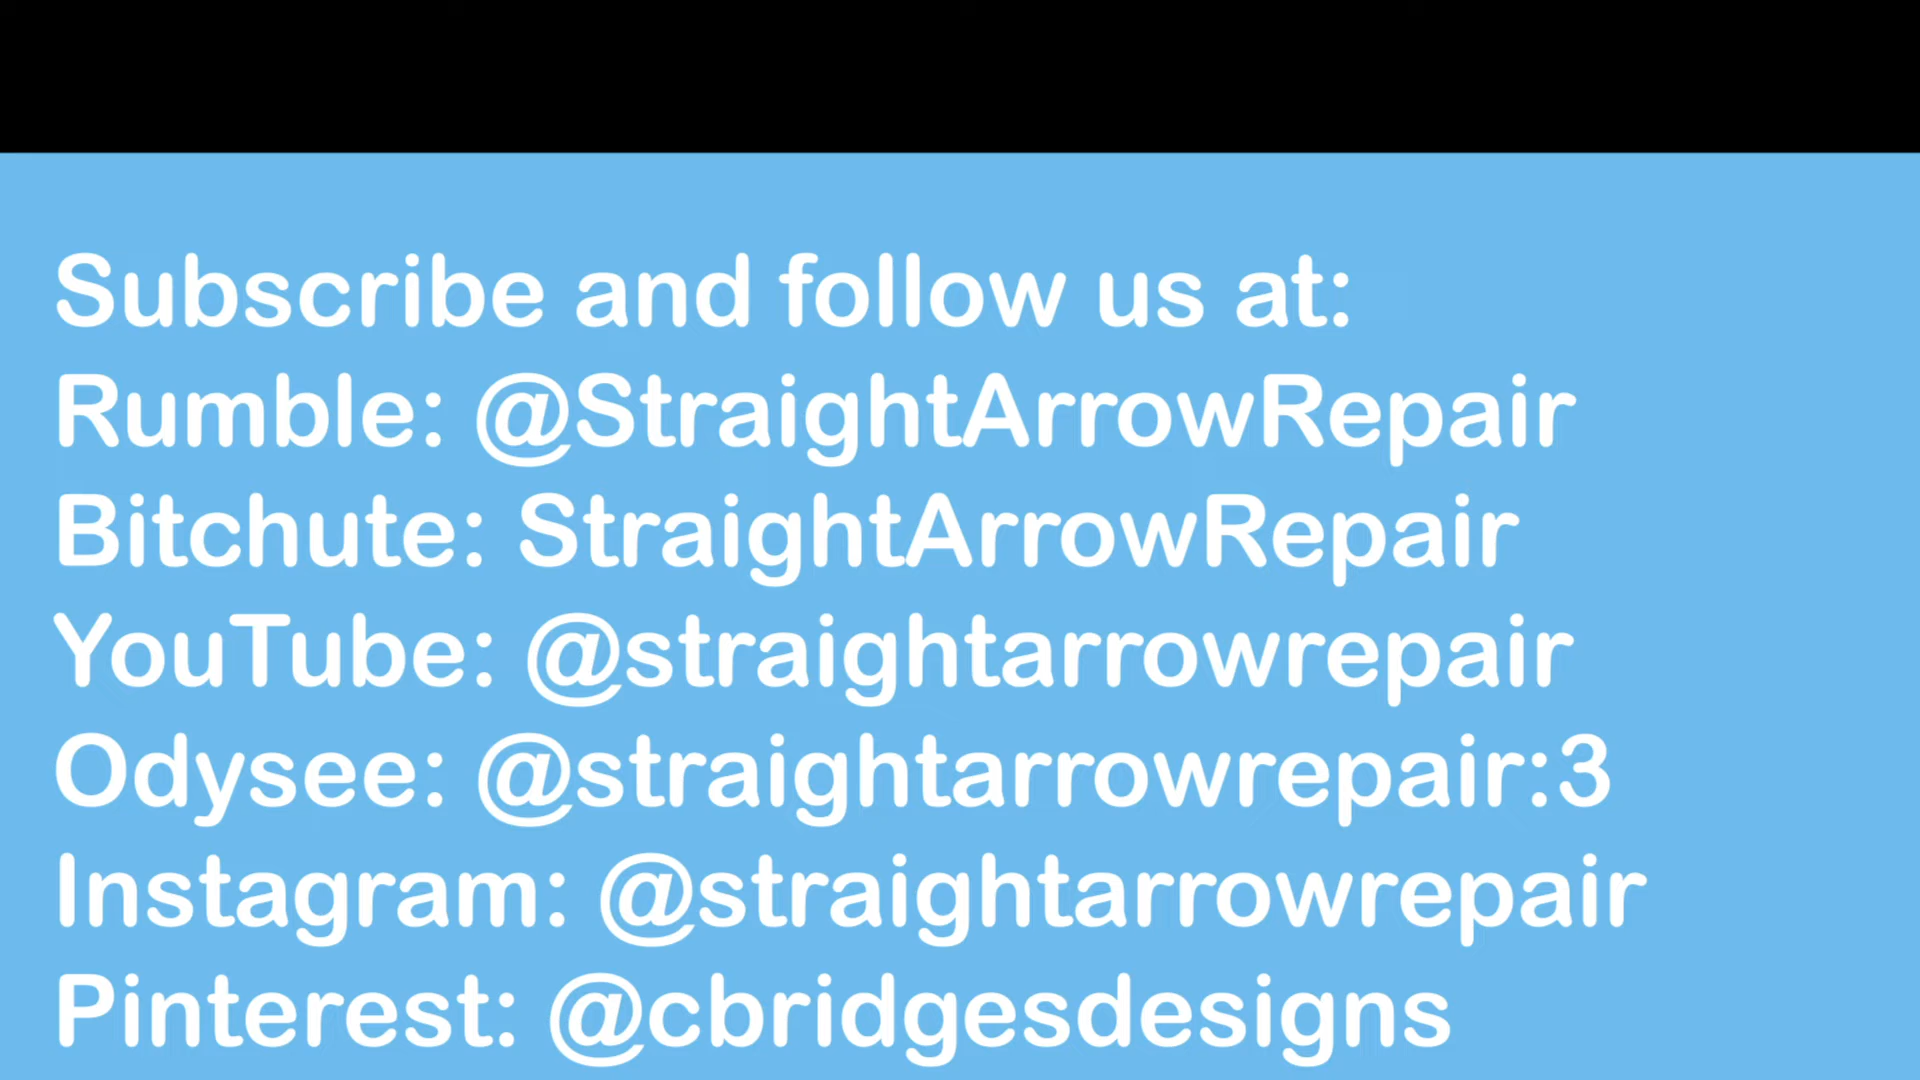 Subscribe and follow us at:
Rumble: @StraightArrowRepair
Bitchute: StraightArrowRepair
YouTube: @straightarrowrepair
Odysee: @straightarrowrepair:3
Instagram: @straightarrowrepair
Pinterest: @cbridgesdesigns